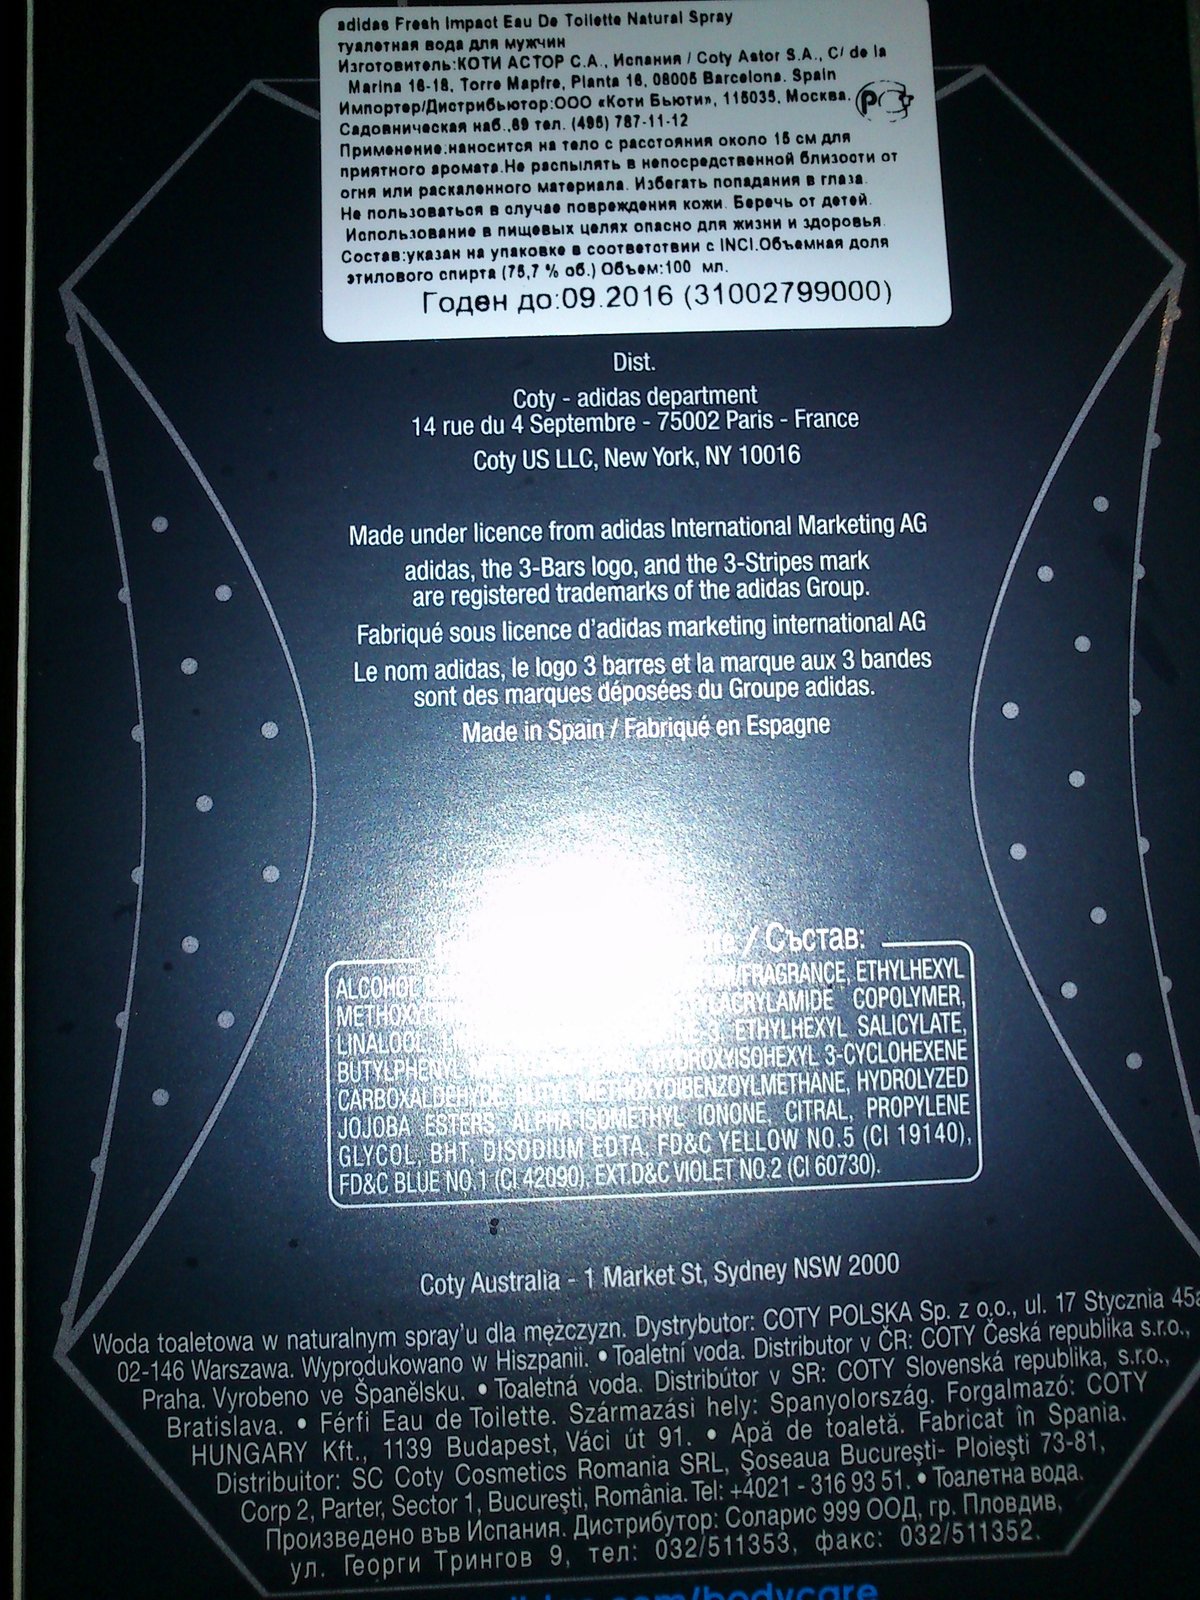 adidas Fresh Impact Eau De Toilette Natural Spray
туалетная вода для мужчин
Изготовитель:КОТИ АСТОР С.А., Испания / Coty Astor S.A., C/ de la
Marina 16-18, Torre Mapfre, Planta 16, 08005 Barcelona. Spain
Импортер/Дистрибьютор:ООО «Коти Бьюти», 115035, Москва,
Садовническая наб.,69 тел. (495) 787-11-12
Применение:наносится на тело с расстояния около 15 см для
приятного аромата.Не распылять в непосредственной близости от
огня или раскаленного материала. Избегать попадания в глаза.
Не пользоваться в случае повреждения кожи. Беречь от детей.
Использование в пищевых целях опасно для жизни и здоровья.
Состав:указан на упаковке в соответствии с INCI.Объемная доля
этилового спирта (75,7 % об.) Объем:100 мл.
Годен до:09.2016 (31002799000)
Dist.
Coty - adidas department
14 rue du 4 Septembre - 75002 Paris - France
Coty US LLC, New York, NY 10016
Made under licence from adidas International Marketing AG
adidas, the 3-Bars logo, and the 3-Stripes mark
are registered trademarks of the adidas Group.
Fabriqué sous licence d'adidas marketing international AG
Le nom adidas, le logo 3 barres et la marque aux 3 bandes
sont des marques déposées du Groupe adidas.
Made in Spain / Fabriqué en Espagne
/ Състав:
ALCOHOL /FRAGRANCE, ETHYLHEXYL
COPOLYMER,
LINALOOL, ETHYLHEXYL SALICYLATE,
BUTYLPHENYL HYDROXYISOHEXYL 3-CYCLOHEXENE
CARBOXALDEHYDE, BUTYL METHOXYDIBENZOYLMETHANE, HYDROLYZED
JOJOBA ESTERS, ALPHA-ISOMETHYL IONONE, CITRAL, PROPYLENE
GLYCOL, BHT, DISODIUM EDTA, FD&C YELLOW NO.5 (CI 19140),
FD&C BLUE NO.1 (CI 42090), EXT.D&C VIOLET NO.2 (CI 60730).
Coty Australia - 1 Market St, Sydney NSW 2000
Woda toaletowa w naturalnym spray'u dla mężczyzn. Dystrybutor: COTY POLSKA Sp. z o.o., ul. 17 Stycznia 45a
02-146 Warszawa. Wyprodukowano w Hiszpanii. • Toaletní voda. Distributor v ČR: COTY Česká republika s.r.o.,
Praha. Vyrobeno ve Španělsku. • Toaletná voda. Distribútor v SR: COTY Slovenská republika, s.r.o.,
Bratislava. • Férfi Eau de Toilette. Származási hely: Spanyolország. Forgalmazó: COTY
HUNGARY Kft., 1139 Budapest, Váci út 91. • Apă de toaletă. Fabricat în Spania.
Distribuitor: SC Coty Cosmetics Romania SRL, Şoseaua Bucureşti- Ploieşti 73-81,
Corp 2, Parter, Sector 1, Bucureşti, România. Tel: +4021 - 316 93 51. • Тоалетна вода.
Произведено във Испания. Дистрибутор: Соларис 999 ООД, гр. Пловдив,
ул. Георги Трингов 9, тел: 032/511353, факс: 032/511352.
.com/bodycare